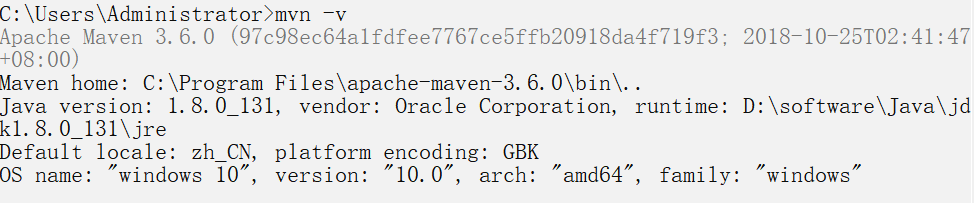 C:\Users\Administrator>mvn -v
Apache Maven 3.6.0 (97c98ec64a1fdfee7767ce5ffb20918da4f719f3; 2018-10-25T02:41:47
+08:00)
Maven home: C:\Program Files\apache-maven-3.6.0\bin\..
Java version: 1.8.0_131, vendor: Oracle Corporation, runtime: D:\software\Java\jd
k1.8.0_131\jre
Default locale: zh_CN, platform encoding: GBK
OS name: "windows 10", version: "10.0", arch: "amd64", family: "windows"